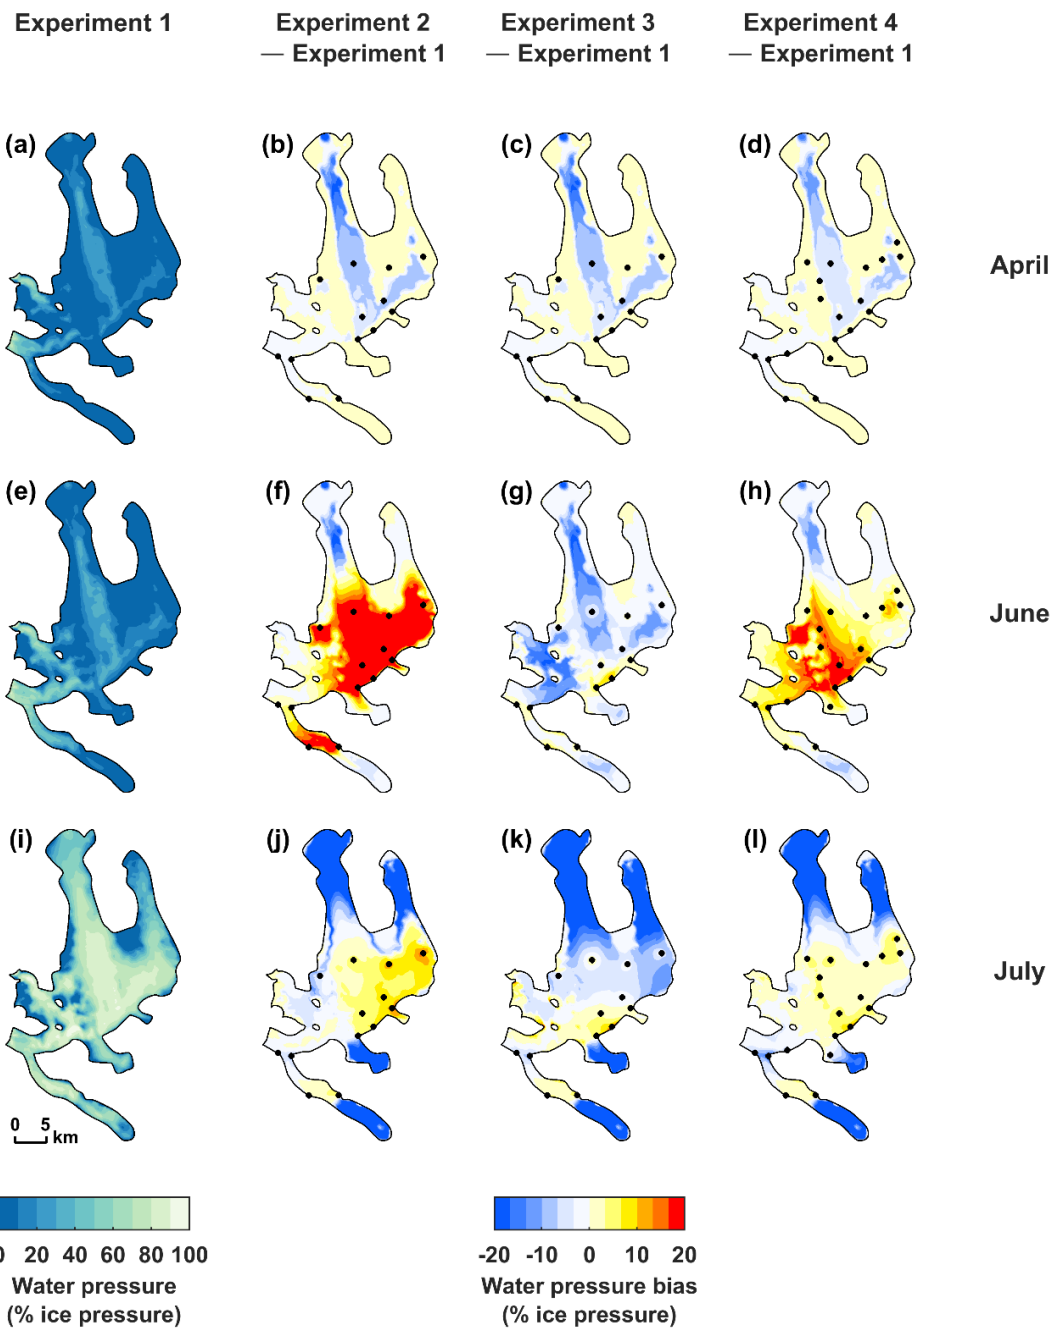 Experiment 1
Experiment 2
— Experiment 1
Experiment 3
— Experiment 1
Experiment 4
— Experiment 1
(a)
(b)
(c)
(d)
April
(e)
(f)
(g)
(h)
June
(i)
(j)
(k)
(l)
July
0 5
km
0 20 40 60 80 100
Water pressure
(% ice pressure)
-20 -10 0 10 20
Water pressure bias
(% ice pressure)